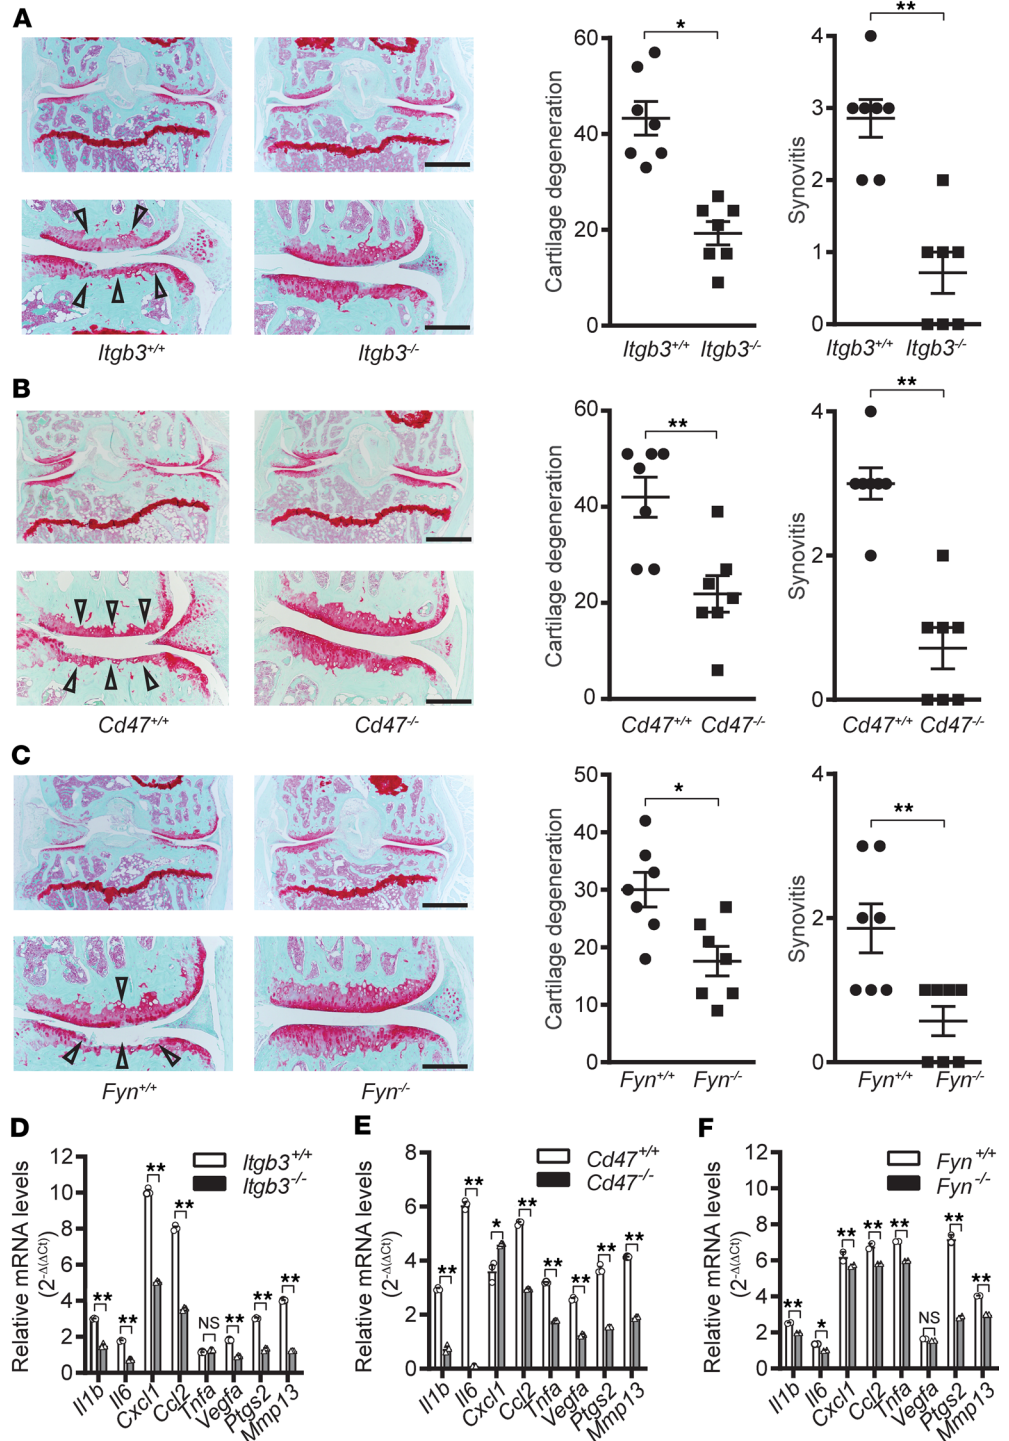 A
Itgb3+/+
Itgb3-/-
Cartilage degeneration
60
40
20
0
*
Itgb3+/+
Itgb3-/-
Synovitis
4
3
2
1
0
**
Itgb3+/+
Itgb3-/-
B
Cd47+/+
Cd47-/-
Cartilage degeneration
60
40
20
0
**
Cd47+/+
Cd47-/-
Synovitis
4
2
0
**
Cd47+/+
Cd47-/-
C
Fyn+/+
Fyn-/-
Cartilage degeneration
50
40
30
20
10
0
*
Fyn+/+
Fyn-/-
Synovitis
4
2
0
**
Fyn+/+
Fyn-/-
D
Relative mRNA levels
(2-Δ(ΔCt))
12
10
8
6
4
2
0
Itgb3+/+
Itgb3-/-
** ** ** ** NS ** ** **
Il1b Il6 Cxcl1 Ccl2 Tnfa Vegfa Ptgs2 Mmp13
E
Relative mRNA levels
(2-Δ(ΔCt))
8
6
4
2
0
Cd47+/+
Cd47-/-
** ** * ** ** ** ** **
Il1b Il6 Cxcl1 Ccl2 Tnfa Vegfa Ptgs2 Mmp13
F
Relative mRNA levels
(2-Δ(ΔCt))
12
10
8
6
4
2
0
Fyn+/+
Fyn-/-
** * ** ** ** NS ** **
Il1b Il6 Cxcl1 Ccl2 Tnfa Vegfa Ptgs2 Mmp13